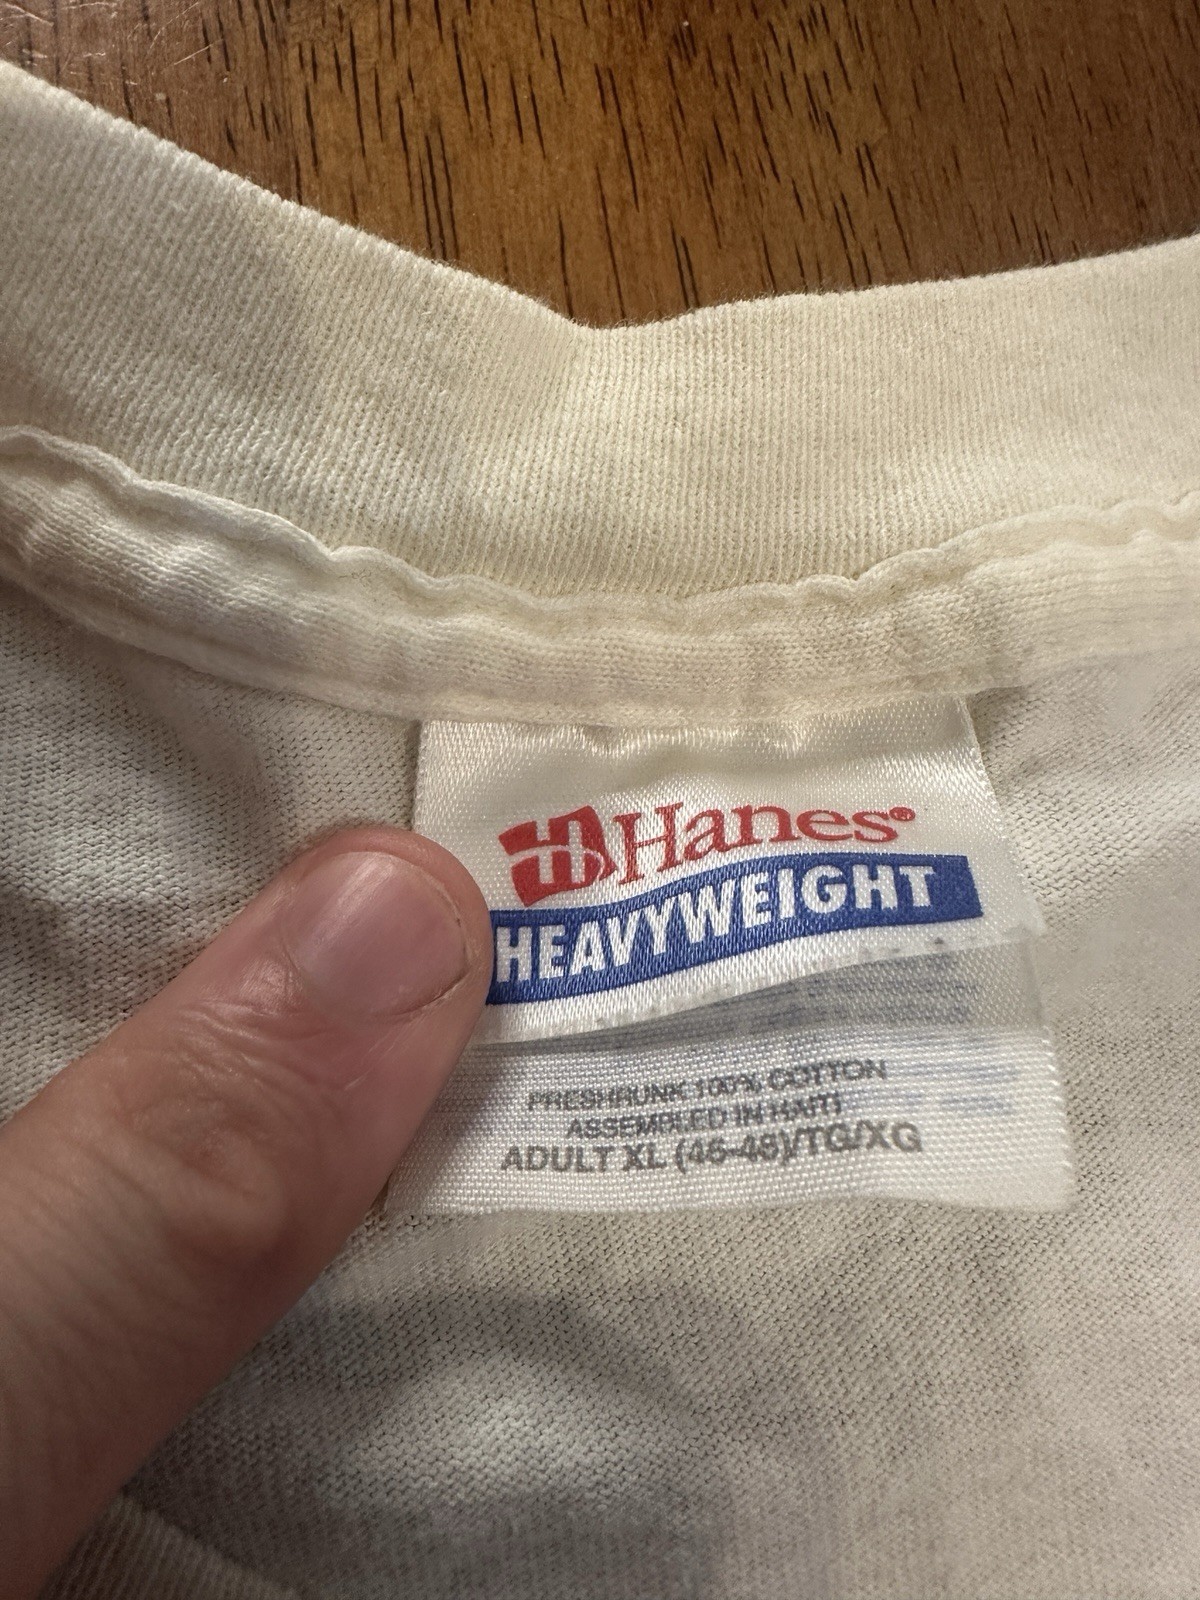 Hanes®
HEAVYWEIGHT
PRESHRUNK 100% COTTON
ASSEMBLED IN HAITI
ADULT XL (46-48)/TG/XG